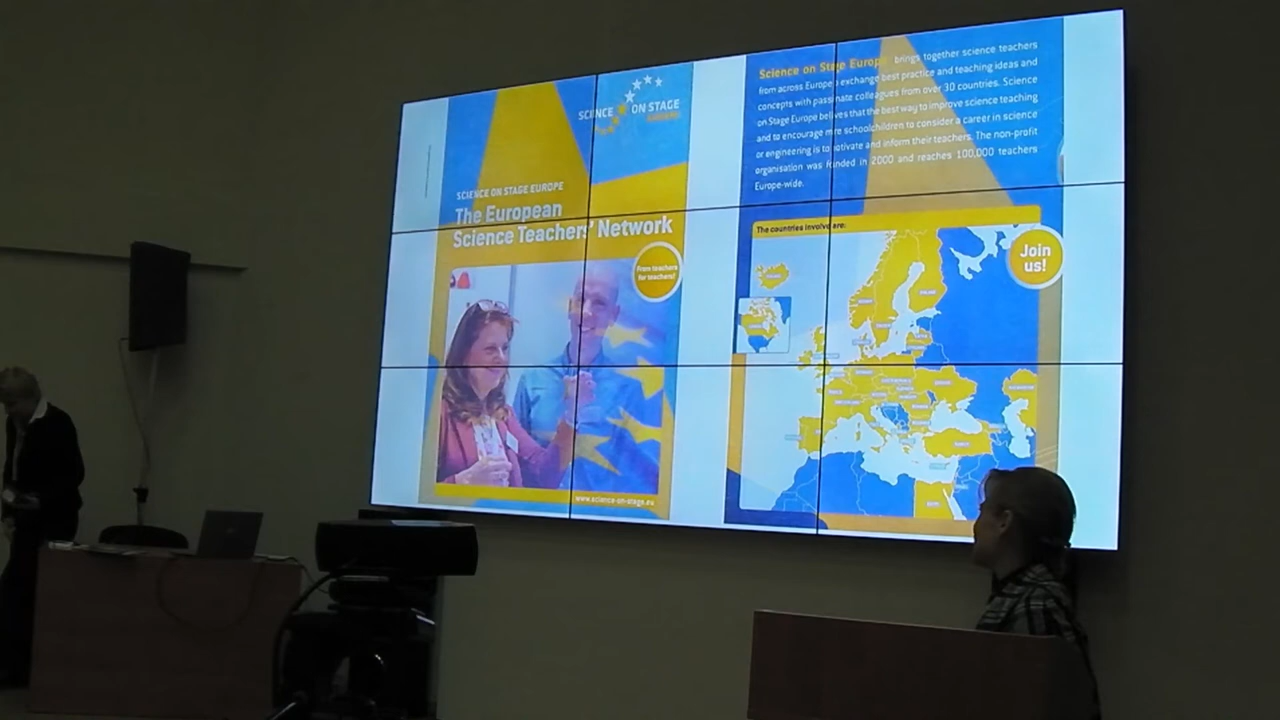 SCIENCE ON STAGE
EUROPE
SCIENCE ON STAGE EUROPE
The European
Science Teachers' Network
From teachers
for teachers!
www.science-on-stage.eu
Science on Stage Europe brings together science teachers
from across Europe exchange best practice and teaching ideas and
concepts with passionate colleagues from over 30 countries. Science
on Stage Europe believes that the best way to improve science teaching
and to encourage more schoolchildren to consider a career in science
or engineering is to motivate and inform their teachers. The non-profit
organisation was founded in 2000 and reaches 100,000 teachers
Europe-wide.
The countries involved are:
Join
us!